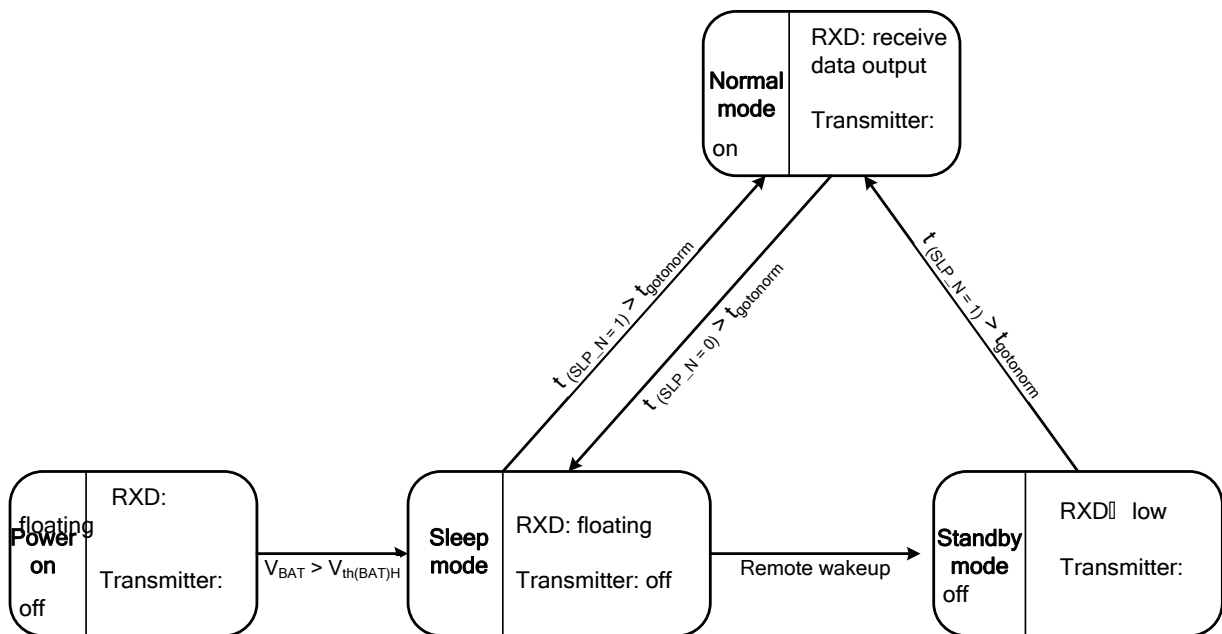 RXD: receive
data output
Normal
mode
Transmitter:
on
t (SLP_N = 1) > tgotonorm
t (SLP_N = 0) > tgotonorm
t (SLP_N = 1) > tgotonorm
RXD:
floating
Power
on
Transmitter:
off
VBAT > Vth(BAT)H
Sleep
mode
RXD: floating
Transmitter: off
Remote wakeup
Standby
mode
RXD▯ low
Transmitter:
off